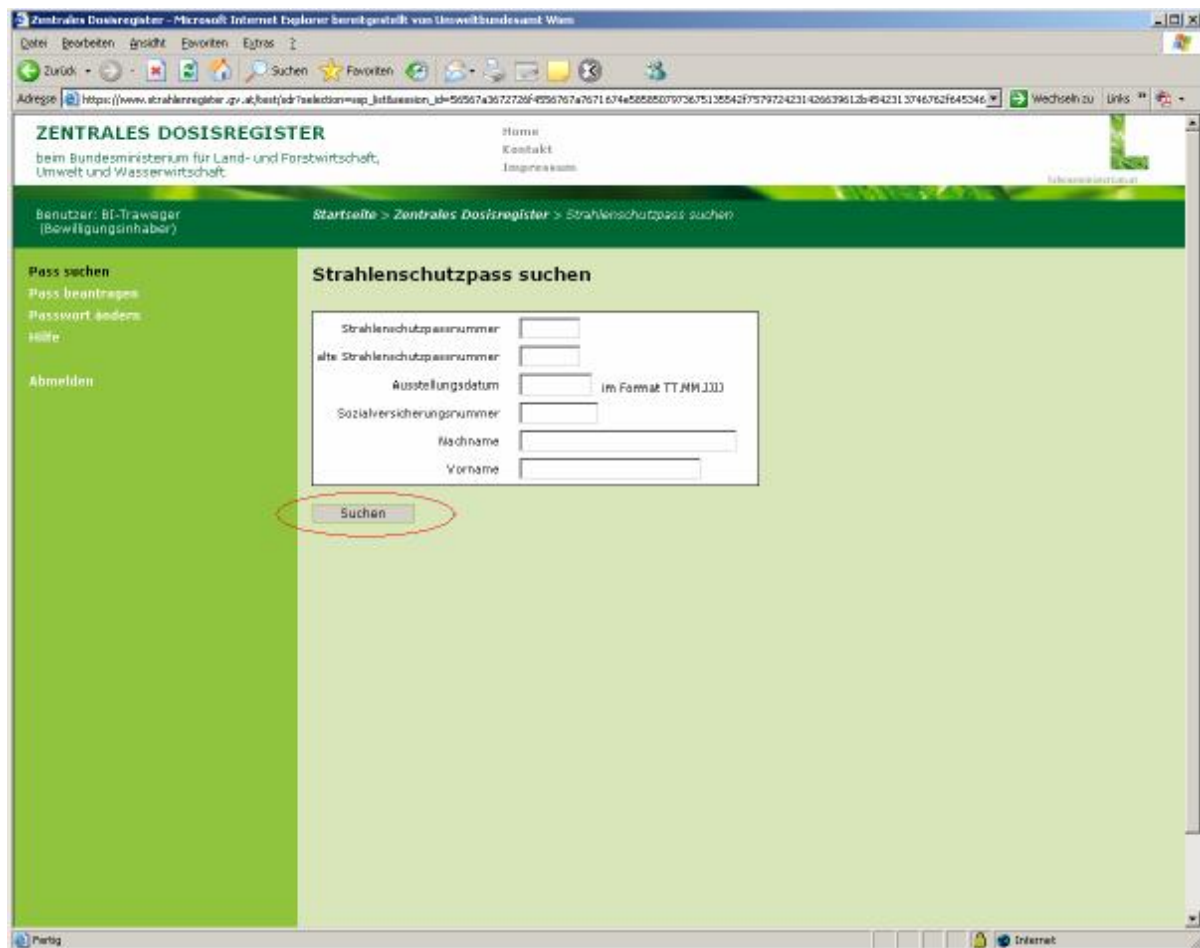 Zentrales Dosisregister - Microsoft Internet Explorer bereitgestellt von Umweltbundesamt Wien
Datei Bearbeiten Ansicht Favoriten Extras ?
Zurück Suchen Favoriten
Adresse Wechseln zu Links
ZENTRALES DOSISREGISTER
beim Bundesministerium für Land- und Forstwirtschaft,
Umwelt und Wasserwirtschaft
Home
Kontakt
Impressum
Benutzer: BI-Traweger
(Bewilligungsinhaber)
Startseite > Zentrales Dosisregister > Strahlenschutzpass suchen
Pass suchen
Pass beantragen
Passwort ändern
Hilfe
Abmelden
Strahlenschutzpass suchen
Strahlenschutzpassnummer
alte Strahlenschutzpassnummer
Ausstellungsdatum im Format TT.MM.JJJJ
Sozialversicherungsnummer
Nachname
Vorname
Suchen
Fertig
Internet